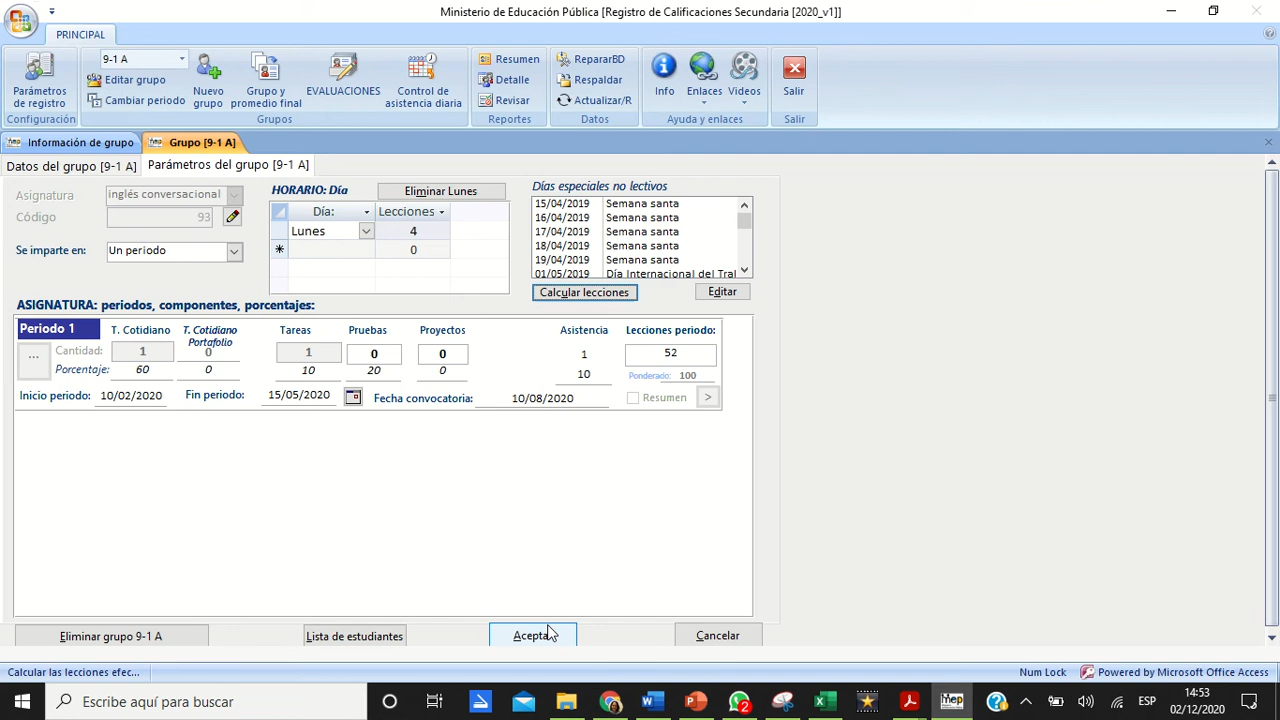 Ministerio de Educación Pública [Registro de Calificaciones Secundaria [2020_v1]]
PRINCIPAL
Parámetros de registro
Configuración
9-1 A
Editar grupo
Cambiar periodo
Nuevo grupo
Grupo y promedio final
EVALUACIONES
Control de asistencia diaria
Grupos
Resumen
Detalle
Revisar
Reportes
RepararBD
Respaldar
Actualizar/R
Datos
Info
Enlaces
Videos
Ayuda y enlaces
Salir
Salir
Información de grupo
Grupo [9-1 A]
Datos del grupo [9-1 A]
Parámetros del grupo [9-1 A]
Asignatura inglés conversacional
Código 93
Se imparte en: Un periodo
HORARIO: Día
Eliminar Lunes
Día: Lecciones
Lunes 4
0
Días especiales no lectivos
15/04/2019 Semana santa
16/04/2019 Semana santa
17/04/2019 Semana santa
18/04/2019 Semana santa
19/04/2019 Semana santa
01/05/2019 Día Internacional del Tral
Calcular lecciones
Editar
ASIGNATURA: periodos, componentes, porcentajes:
Periodo 1 T. Cotidiano T. Cotidiano Portafolio Tareas Pruebas Proyectos Asistencia Lecciones periodo:
... Cantidad: 1 0 1 0 0 1 52
Porcentaje: 60 0 10 20 0 10 Ponderado: 100
Inicio periodo: 10/02/2020 Fin periodo: 15/05/2020 Fecha convocatoria: 10/08/2020 Resumen >
Eliminar grupo 9-1 A
Lista de estudiantes
Acepta
Cancelar
Calcular las lecciones efec...
Num Lock
Powered by Microsoft Office Access
Escribe aquí para buscar
2
ESP
14:53
02/12/2020